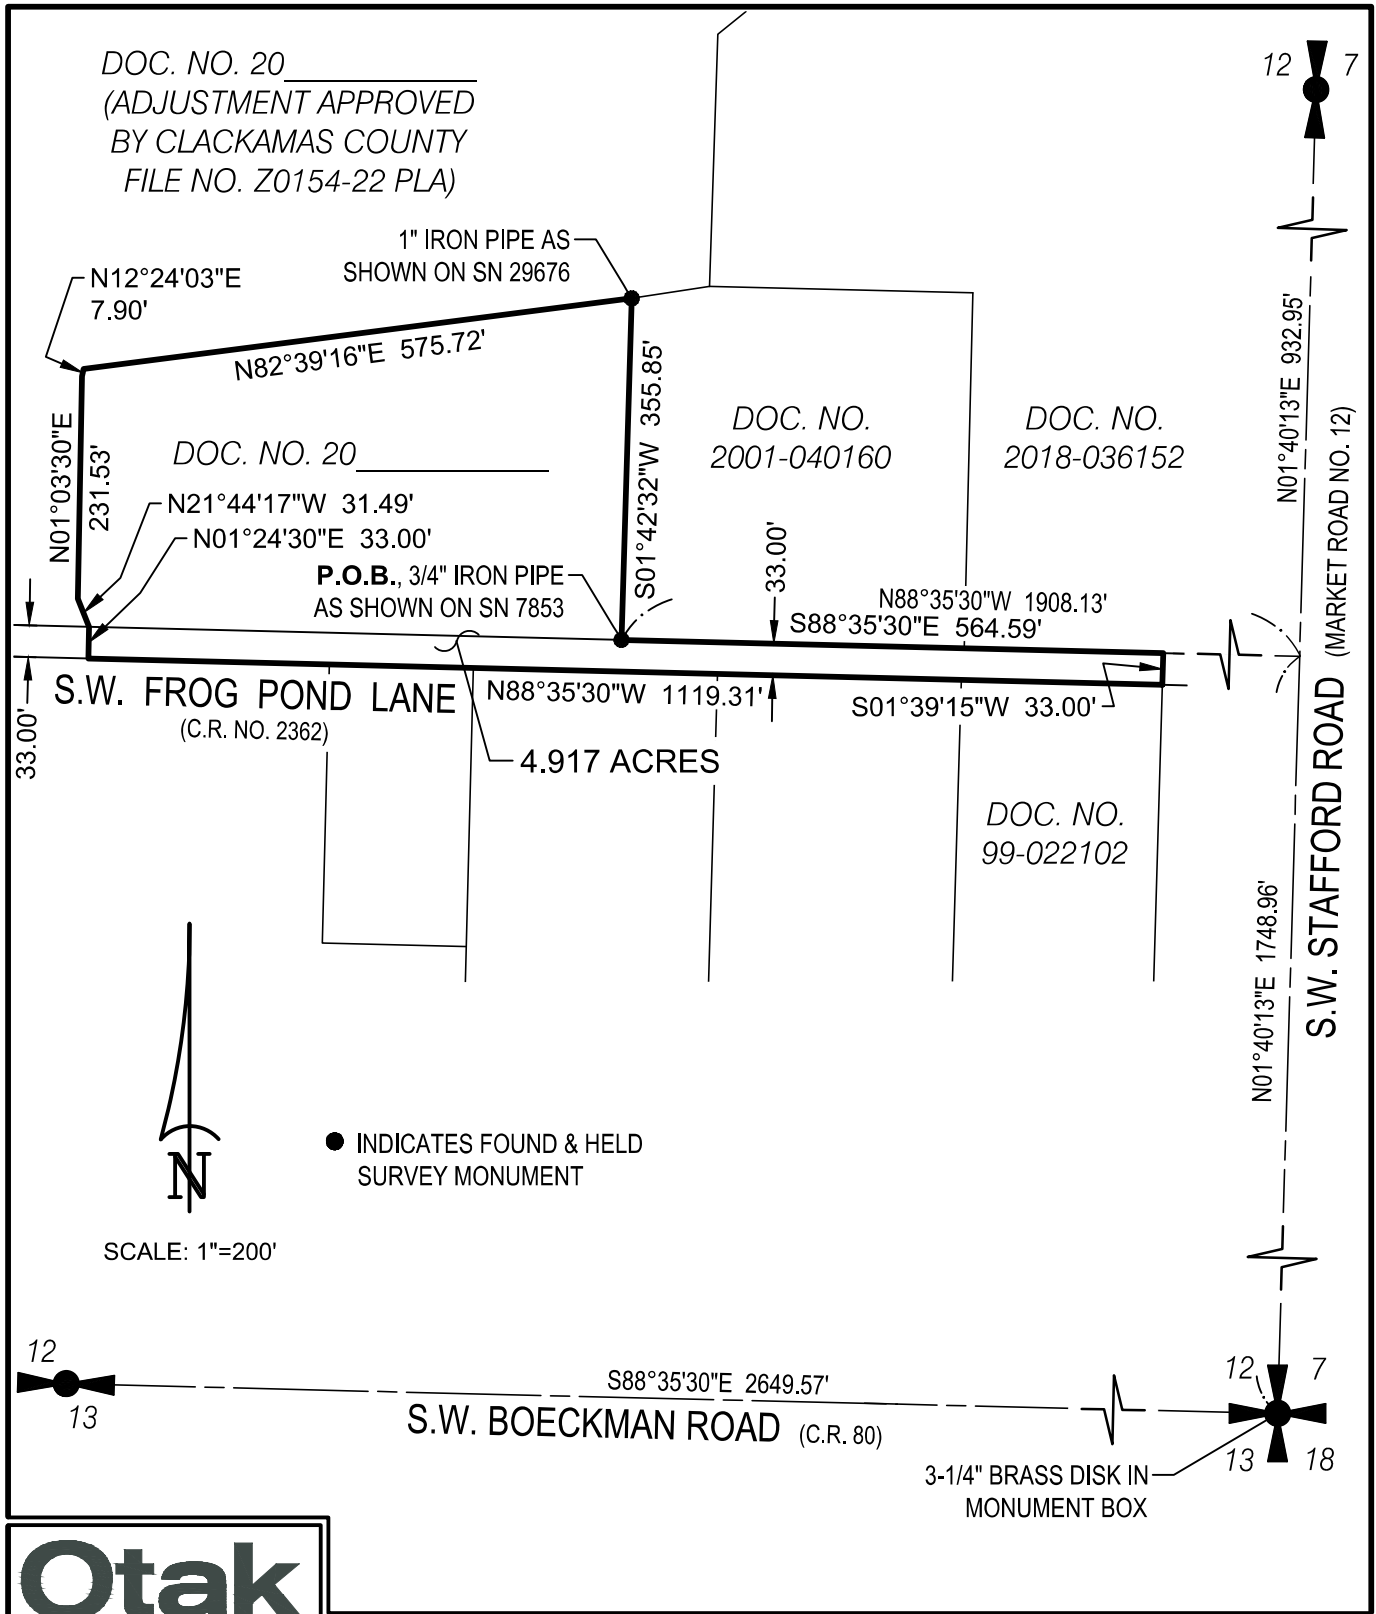 DOC. NO. 20
(ADJUSTMENT APPROVED
BY CLACKAMAS COUNTY
FILE NO. Z0154-22 PLA)
12
7
1" IRON PIPE AS
SHOWN ON SN 29676
N12°24'03"E
7.90'
N82°39'16"E 575.72'
S01°42'32"W 355.85'
N01°40'13"E 932.95'
DOC. NO.
2001-040160
DOC. NO.
2018-036152
N01°03'30"E
231.53'
DOC. NO. 20
N21°44'17"W 31.49'
N01°24'30"E 33.00'
P.O.B., 3/4" IRON PIPE
AS SHOWN ON SN 7853
33.00'
N88°35'30"W 1908.13'
S88°35'30"E 564.59'
S.W. STAFFORD ROAD (MARKET ROAD NO. 12)
S.W. FROG POND LANE
(C.R. NO. 2362)
N88°35'30"W 1119.31'
S01°39'15"W 33.00'
33.00'
4.917 ACRES
DOC. NO.
99-022102
N01°40'13"E 1748.96'
N
INDICATES FOUND & HELD
SURVEY MONUMENT
SCALE: 1"=200'
12
13
S88°35'30"E 2649.57'
S.W. BOECKMAN ROAD (C.R. 80)
12
7
13
18
3-1/4" BRASS DISK IN
MONUMENT BOX
Otak